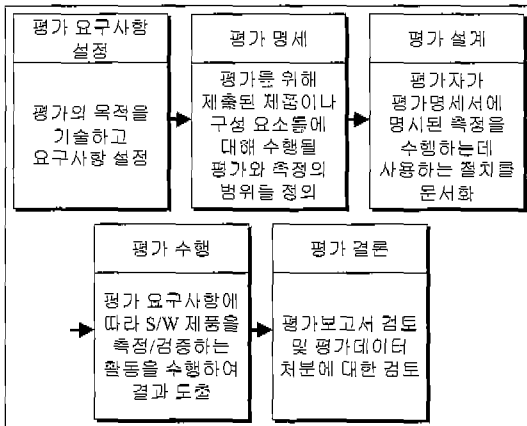 평가 요구사항
설정
평가의 목적을
기술하고
요구사항 설정
평가 명세
평가를 위해
제출된 제품이나
구성 요소들에
대해 수행될
평가와 측정의
범위를 정의
평가 설계
평가자가
평가명세서에
명시된 측정을
수행하는데
사용하는 절차를
문서화
평가 수행
평가 요구사항에
따라 S/W 제품을
측정/검증하는
활동을 수행하여
결과 도출
평가 결론
평가보고서 검토
및 평가데이터
처분에 대한 검토